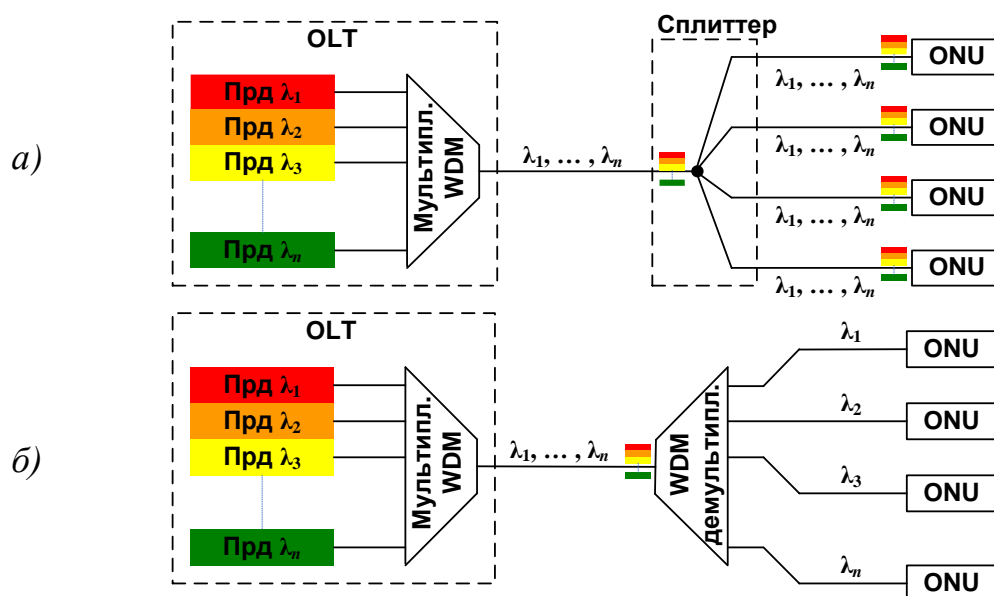 Сплиттер
OLT
ONU
Прд λ1
λ1, … , λn
Прд λ2
ONU
а)
Прд λ3
Мультипл.
WDM
λ1, … , λn
λ1, … , λn
ONU
λ1, … , λn
Прд λn
ONU
λ1, … , λn
OLT
λ1
ONU
Прд λ1
Прд λ2
λ2
ONU
б)
Прд λ3
Мультипл.
WDM
λ1, … , λn
WDM
демультипл.
λ3
ONU
Прд λn
λn
ONU